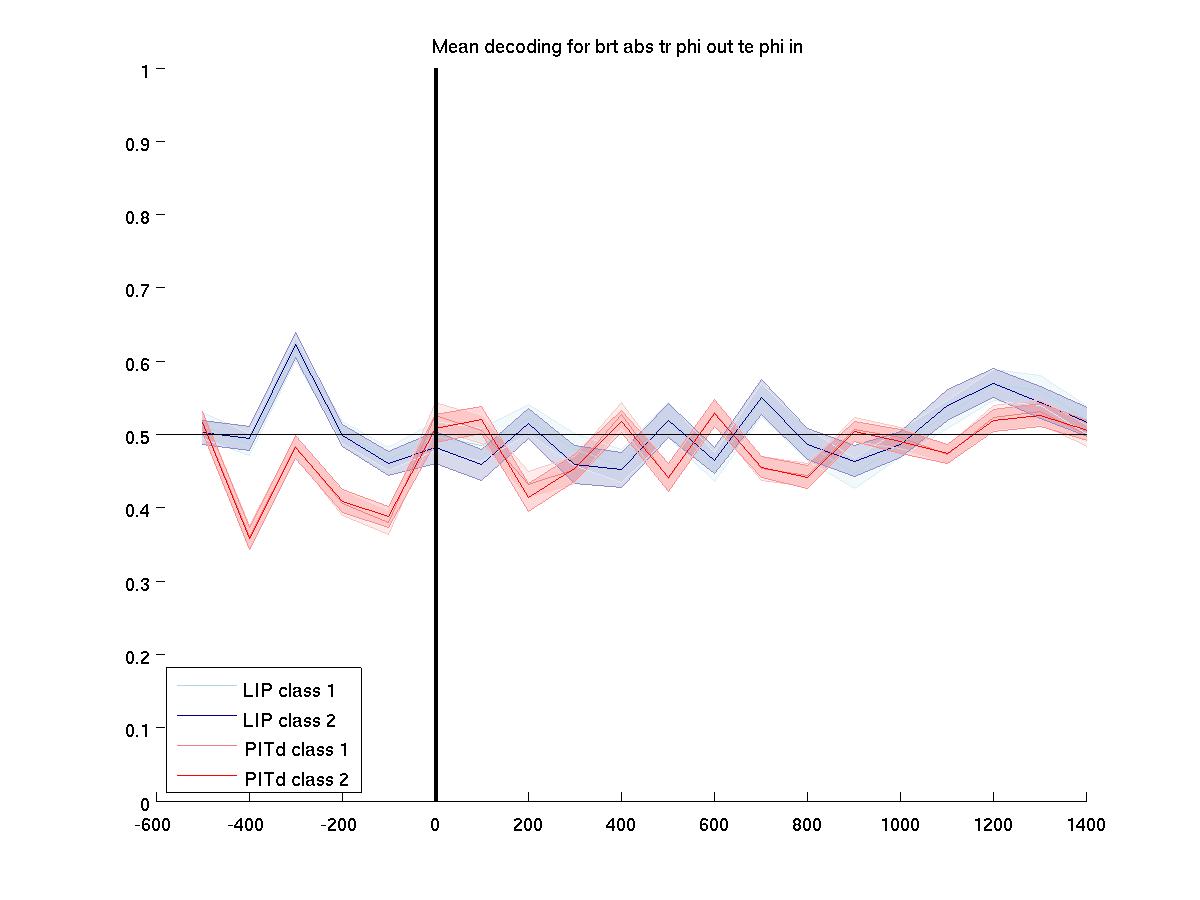 Mean decoding for brt abs tr phi out te phi in
1
0.9
0.8
0.7
0.6
0.5
0.4
0.3
0.2
0.1
0
LIP class 1
LIP class 2
PITd class 1
PITd class 2
-600 -400 -200 0 200 400 600 800 1000 1200 1400